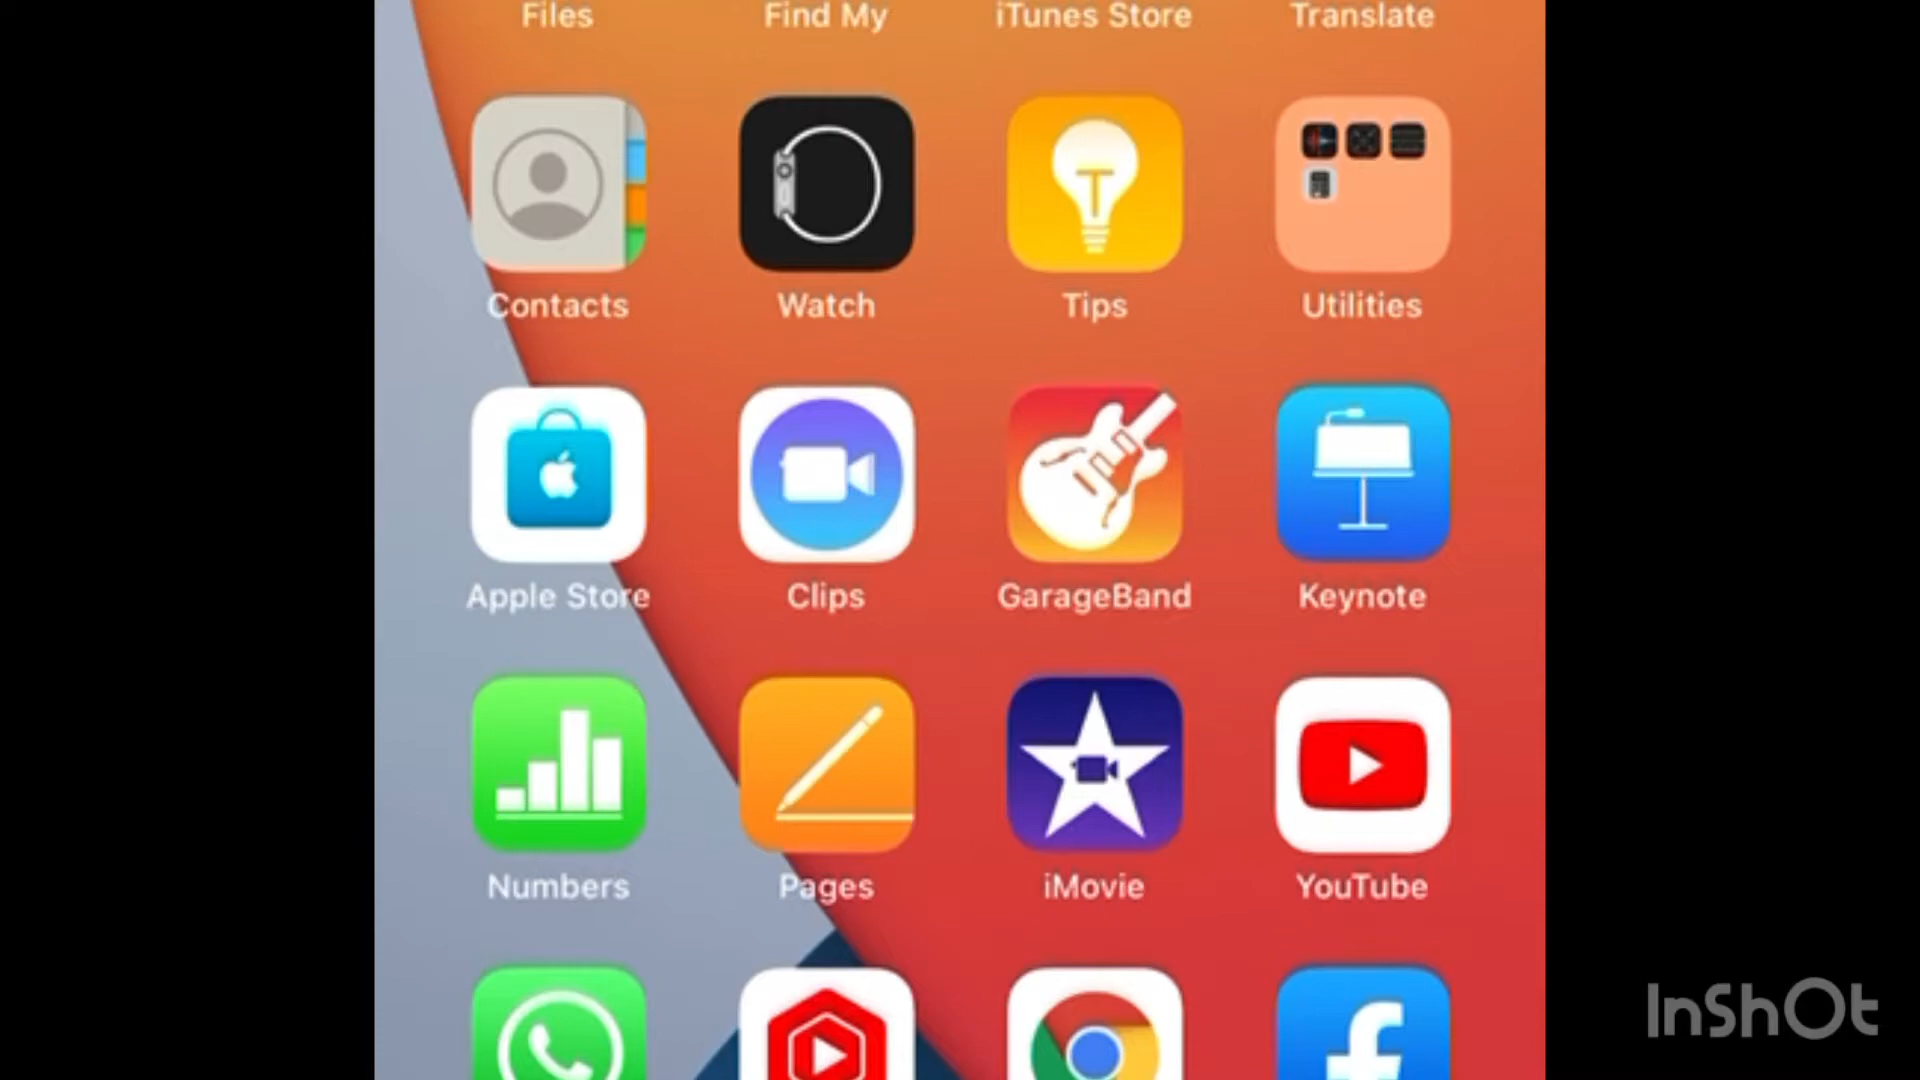 Files Find My iTunes Store Translate
Contacts Watch Tips Utilities
Apple Store Clips GarageBand Keynote
Numbers Pages iMovie YouTube
InShOt